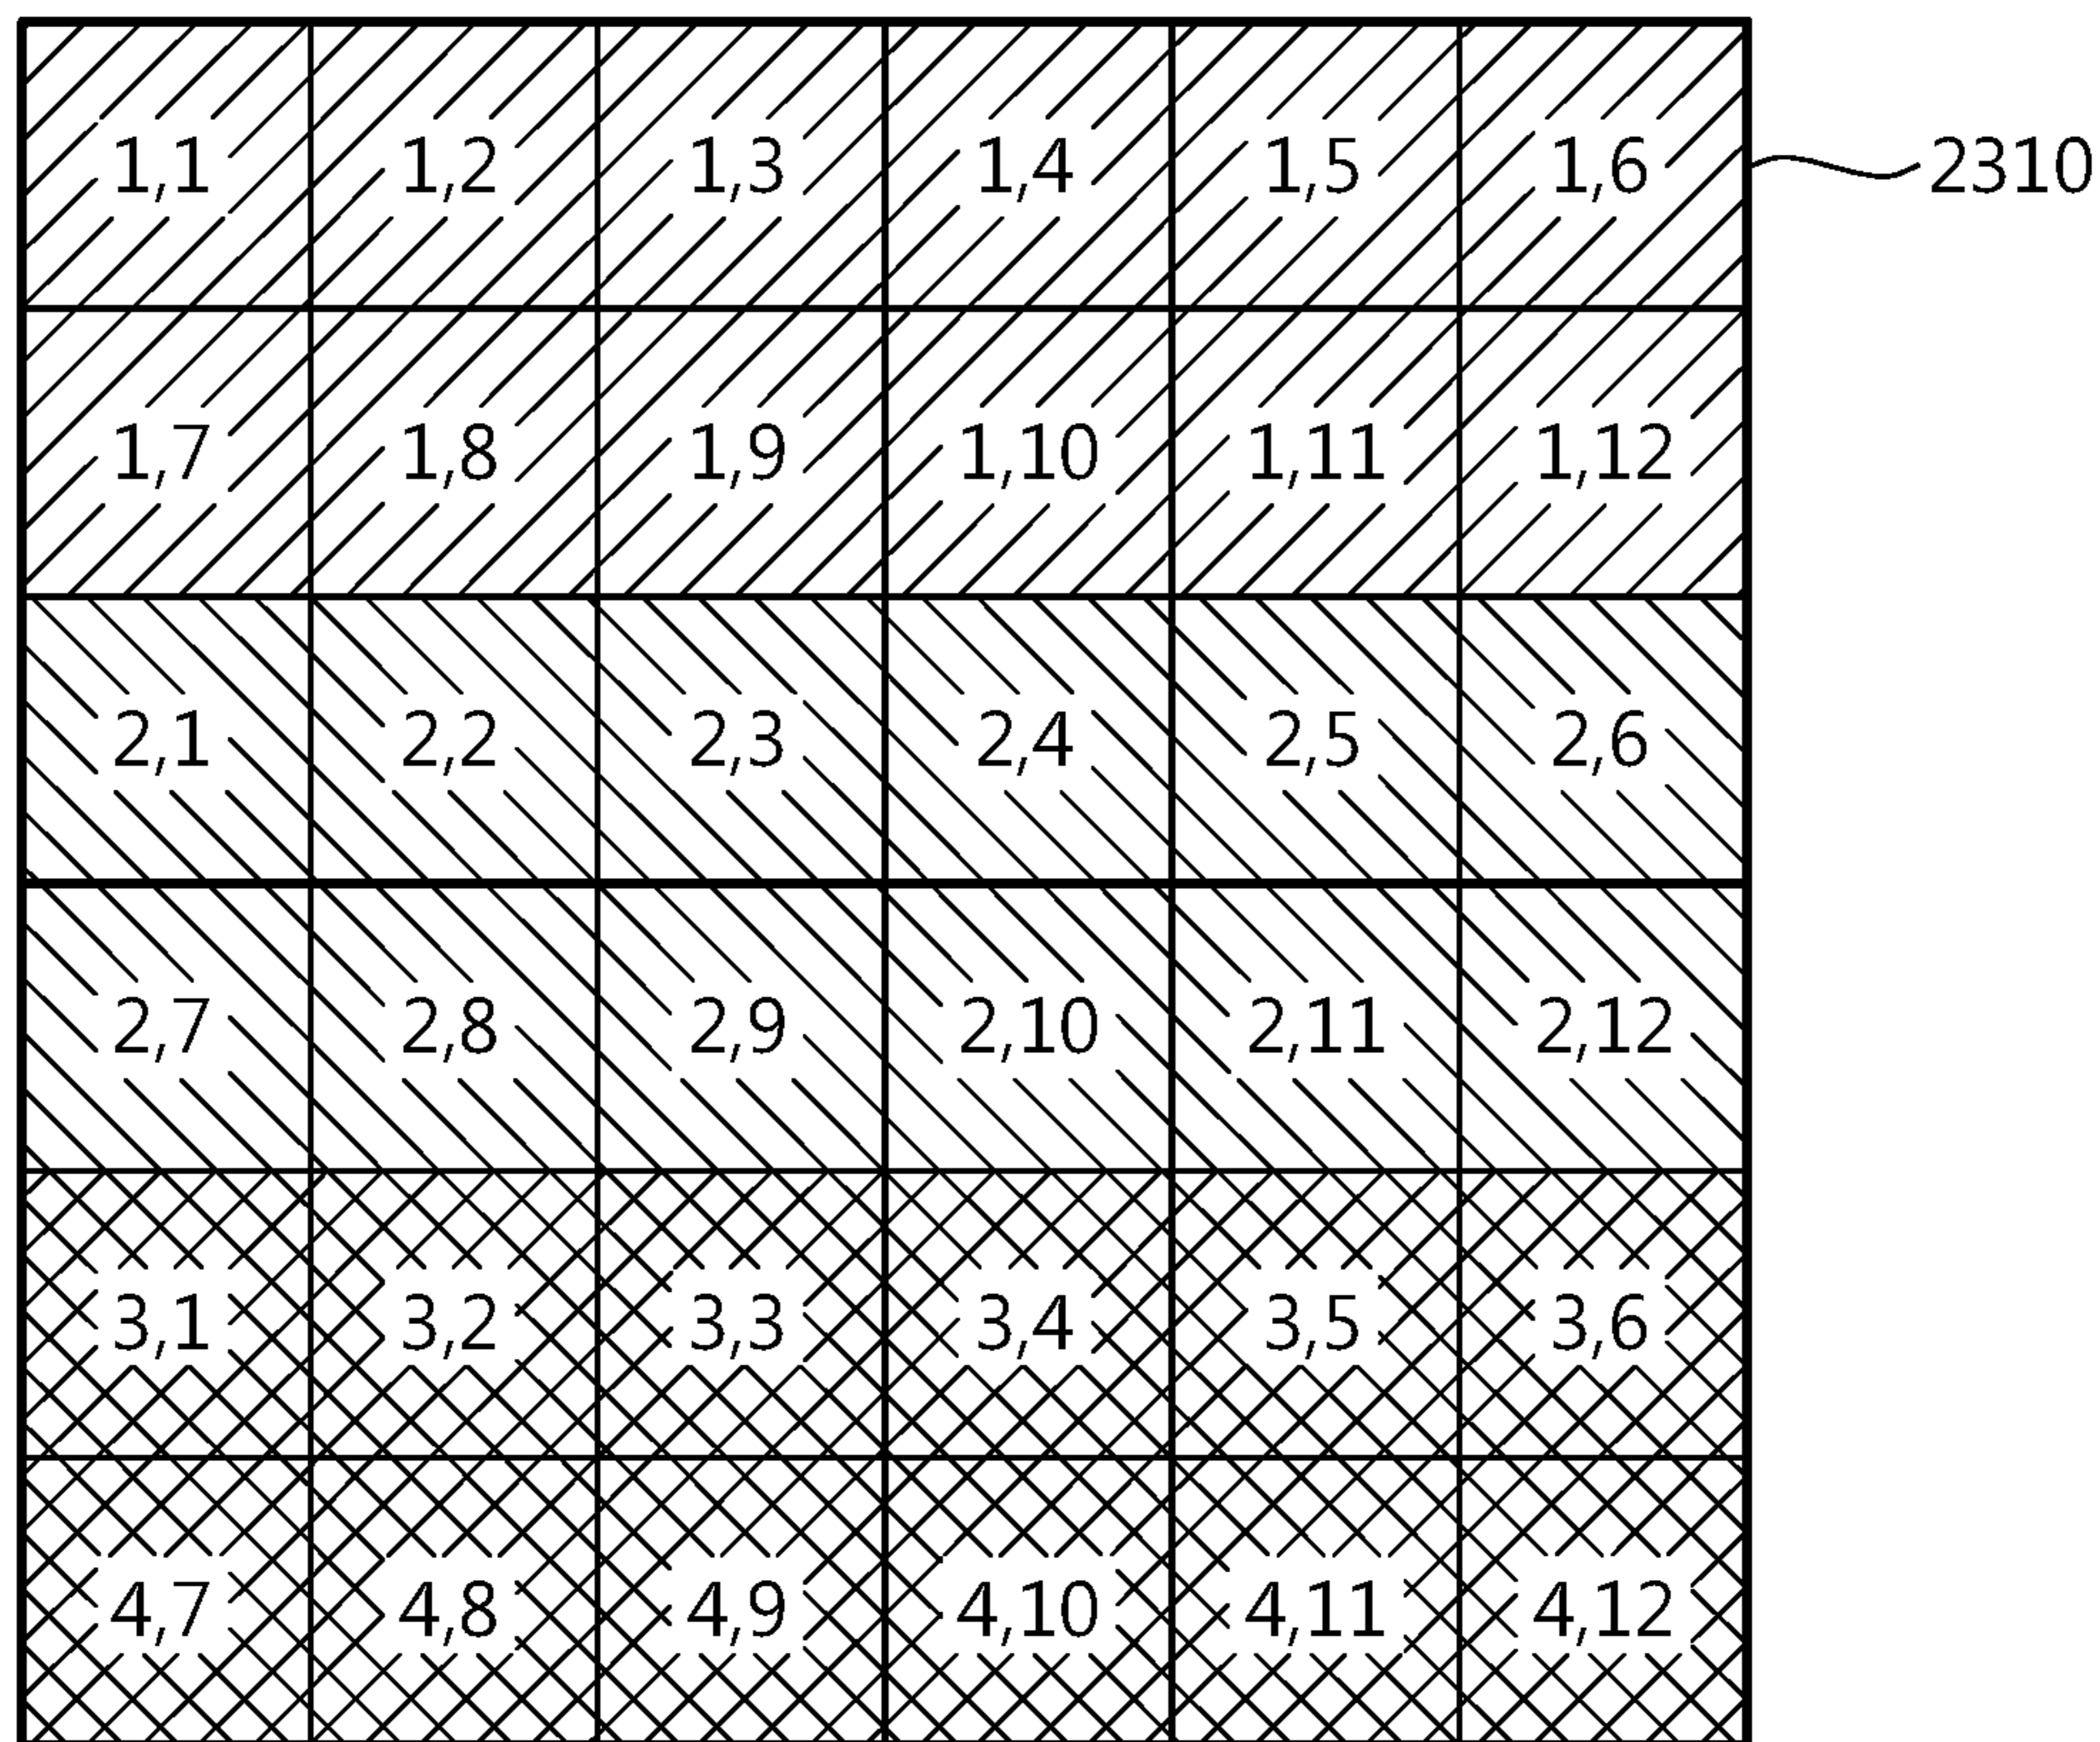 1,1 1,2 1,3 1,4 1,5 1,6 2310
1,7 1,8 1,9 1,10 1,11 1,12
2,1 2,2 2,3 2,4 2,5 2,6
2,7 2,8 2,9 2,10 2,11 2,12
3,1 3,2 3,3 3,4 3,5 3,6
4,7 4,8 4,9 4,10 4,11 4,12